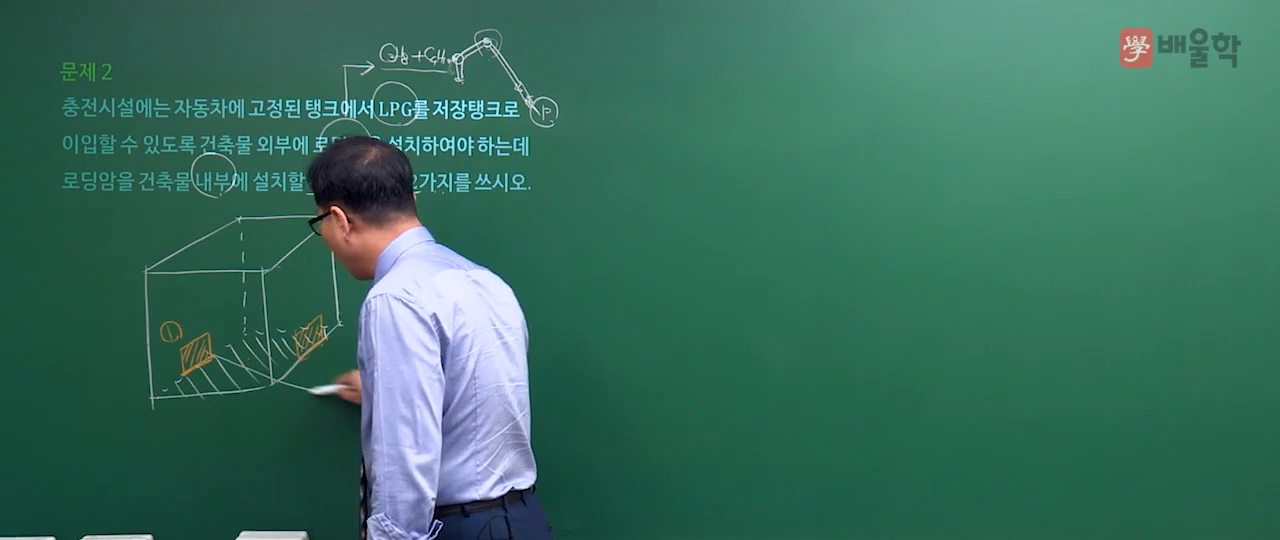 學 배울학
문제 2
충전시설에는 자동차에 고정된 탱크에서 LPG를 저장탱크로
이입할 수 있도록 건축물 외부에 설치하여야 하는데
로딩암을 건축물 내부에 설치할 2가지를 쓰시오.
P
①